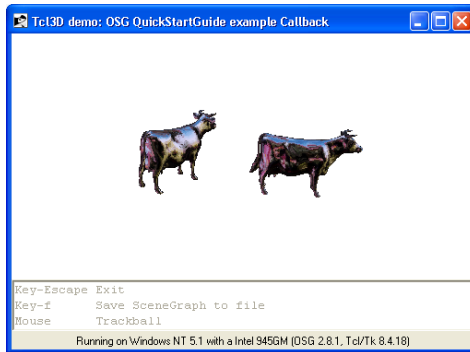 Tcl3D demo: OSG QuickStartGuide example Callback
Key-Escape Exit
Key-f Save SceneGraph to file
Mouse Trackball
Running on Windows NT 5.1 with a Intel 945GM (OSG 2.8.1, Tcl/Tk 8.4.18)